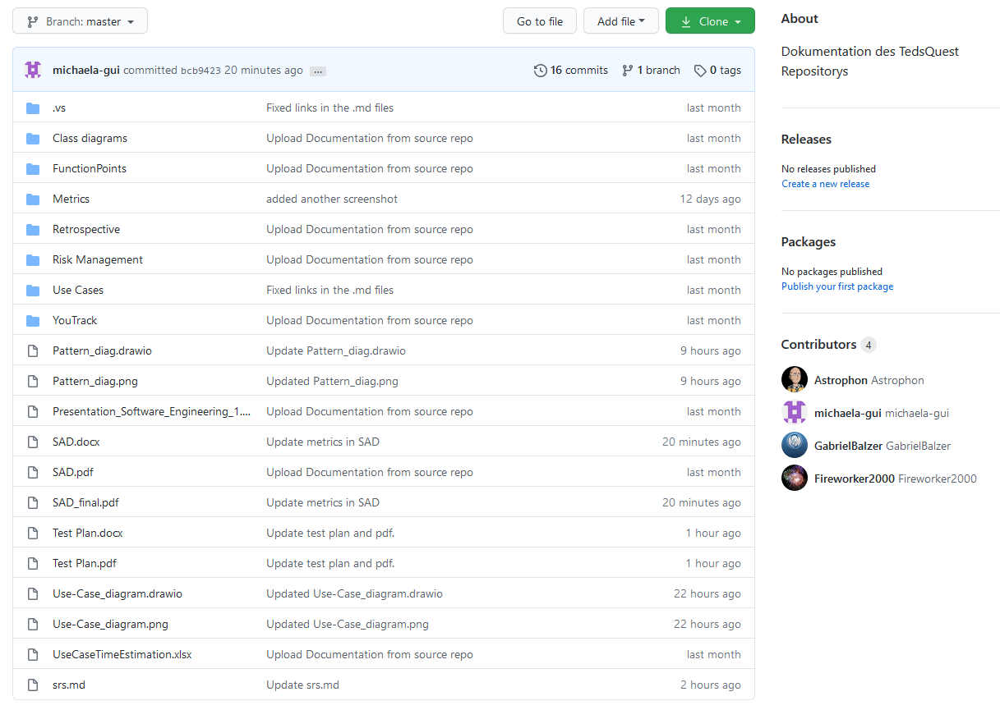 Branch: master
Go to file
Add file
Clone
michaela-gui committed bcb9423 20 minutes ago ...
16 commits
1 branch
0 tags
.vs Fixed links in the .md files last month
Class diagrams Upload Documentation from source repo last month
FunctionPoints Upload Documentation from source repo last month
Metrics added another screenshot 12 days ago
Retrospective Upload Documentation from source repo last month
Risk Management Upload Documentation from source repo last month
Use Cases Fixed links in the .md files last month
YouTrack Upload Documentation from source repo last month
Pattern_diag.drawio Update Pattern_diag.drawio 9 hours ago
Pattern_diag.png Updated Pattern_diag.png 9 hours ago
Presentation_Software_Engineering_1.... Upload Documentation from source repo last month
SAD.docx Update metrics in SAD 20 minutes ago
SAD.pdf Upload Documentation from source repo last month
SAD_final.pdf Update metrics in SAD 20 minutes ago
Test Plan.docx Update test plan and pdf. 1 hour ago
Test Plan.pdf Update test plan and pdf. 1 hour ago
Use-Case_diagram.drawio Updated Use-Case_diagram.drawio 22 hours ago
Use-Case_diagram.png Updated Use-Case_diagram.png 22 hours ago
UseCaseTimeEstimation.xlsx Upload Documentation from source repo last month
srs.md Update srs.md 2 hours ago
About
Dokumentation des TedsQuest
Repositorys
Releases
No releases published
Create a new release
Packages
No packages published
Publish your first package
Contributors 4
Astrophon Astrophon
michaela-gui michaela-gui
GabrielBalzer GabrielBalzer
Fireworker2000 Fireworker2000